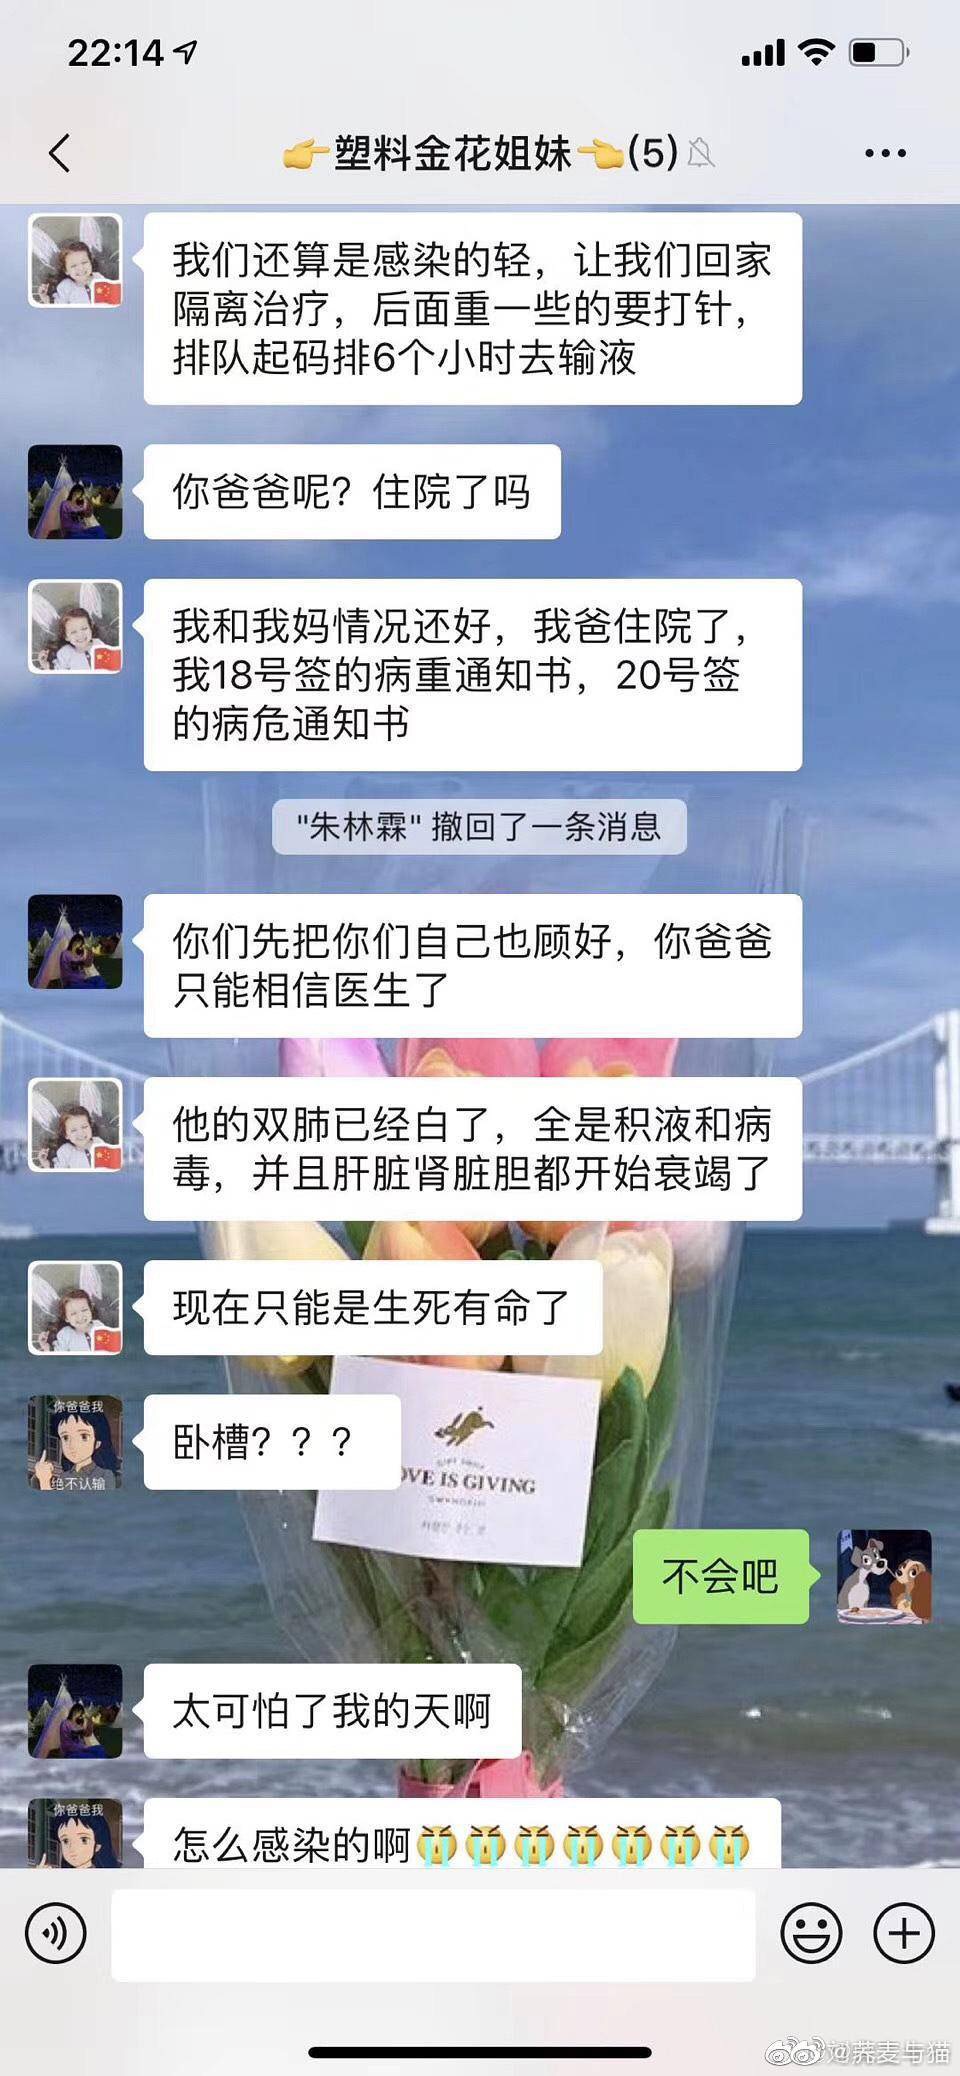 22:14
👉塑料金花姐妹👈(5)
我们还算是感染的轻，让我们回家
隔离治疗，后面重一些的要打针，
排队起码排6个小时去输液
你爸爸呢？住院了吗
我和我妈情况还好，我爸住院了，
我18号签的病重通知书，20号签
的病危通知书
"朱林霖" 撤回了一条消息
你们先把你们自己也顾好，你爸爸
只能相信医生了
他的双肺已经白了，全是积液和病
毒，并且肝脏肾脏胆都开始衰竭了
现在只能是生死有命了
你爸爸我
绝不认输
卧槽？？？
OVE IS GIVING
不会吧
太可怕了我的天啊
你爸爸我
怎么感染的啊😭😭😭😭😭😭😭
@荞麦与猫